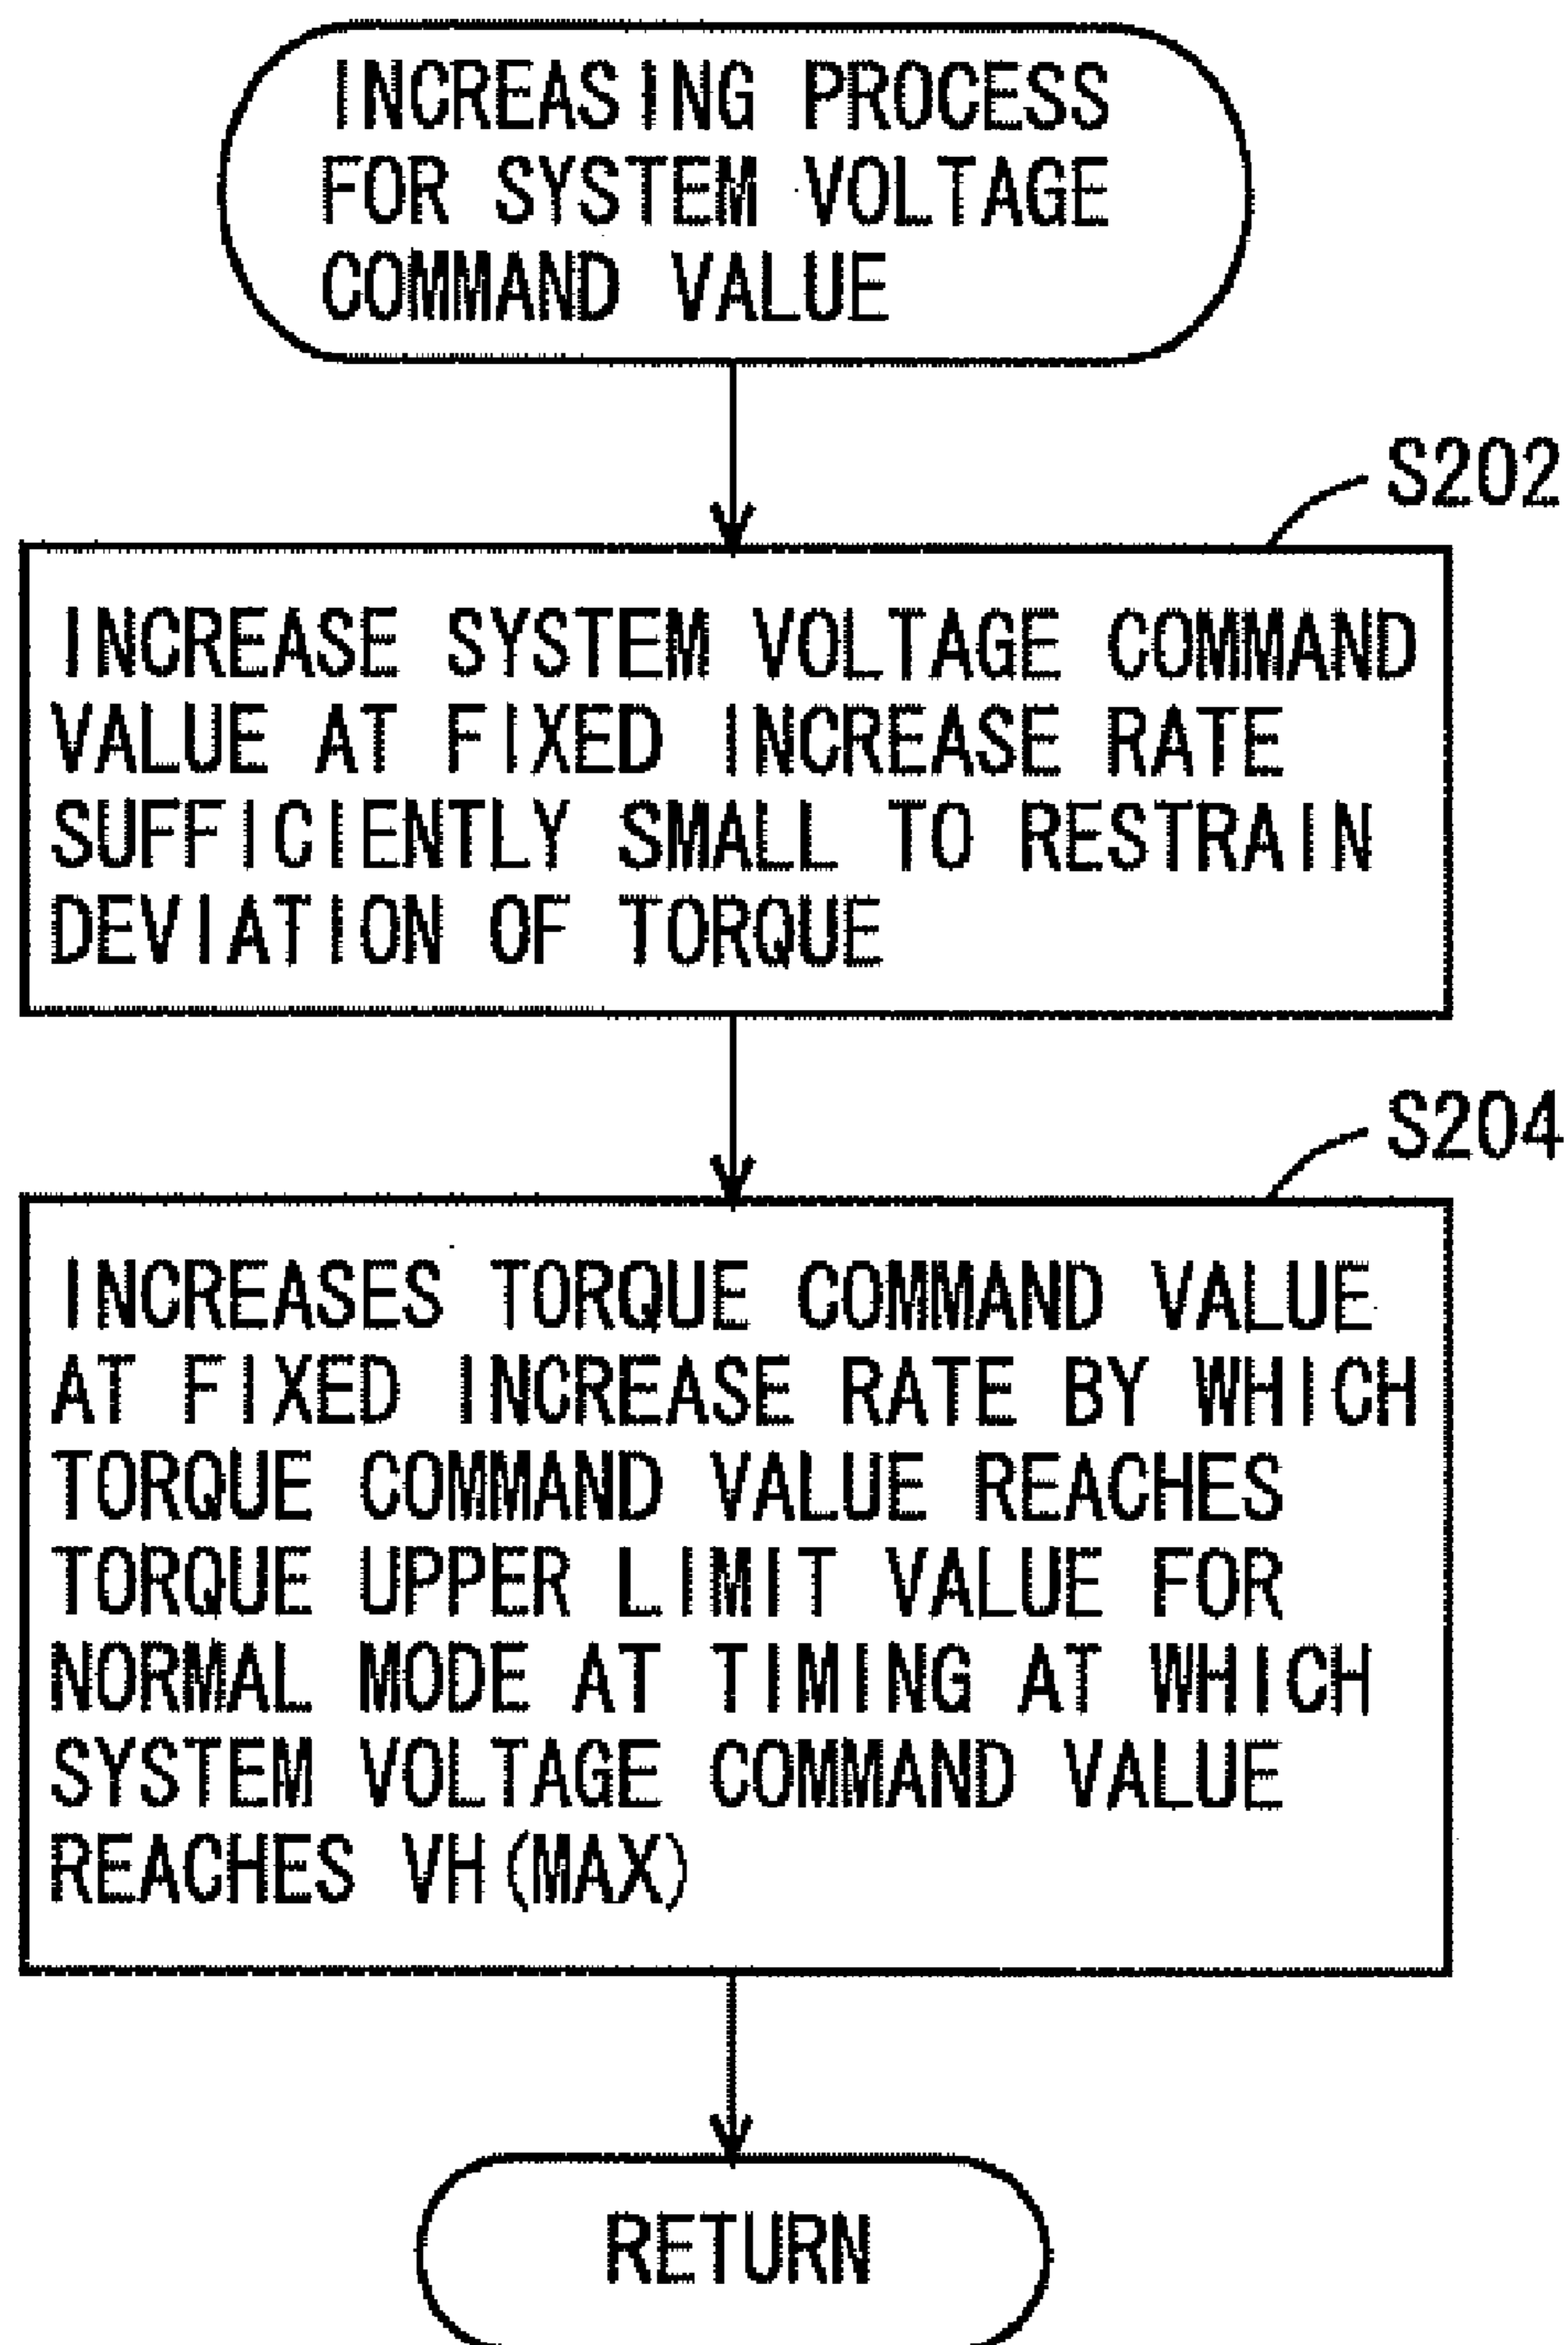 INCREASING PROCESS
FOR SYSTEM VOLTAGE
COMMAND VALUE
S202
INCREASE SYSTEM VOLTAGE COMMAND
VALUE AT FIXED INCREASE RATE
SUFFICIENTLY SMALL TO RESTRAIN
DEVIATION OF TORQUE
S204
INCREASES TORQUE COMMAND VALUE
AT FIXED INCREASE RATE BY WHICH
TORQUE COMMAND VALUE REACHES
TORQUE UPPER LIMIT VALUE FOR
NORMAL MODE AT TIMING AT WHICH
SYSTEM VOLTAGE COMMAND VALUE
REACHES VH(MAX)
RETURN